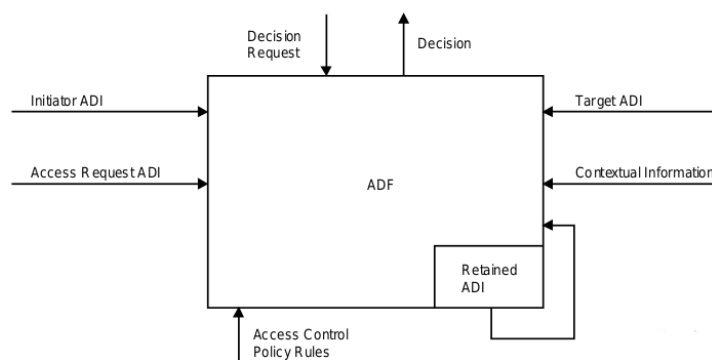 Decision
Request
Decision
Initiator ADI
Target ADI
Access Request ADI
Contextual Information
ADF
Retained
ADI
Access Control
Policy Rules